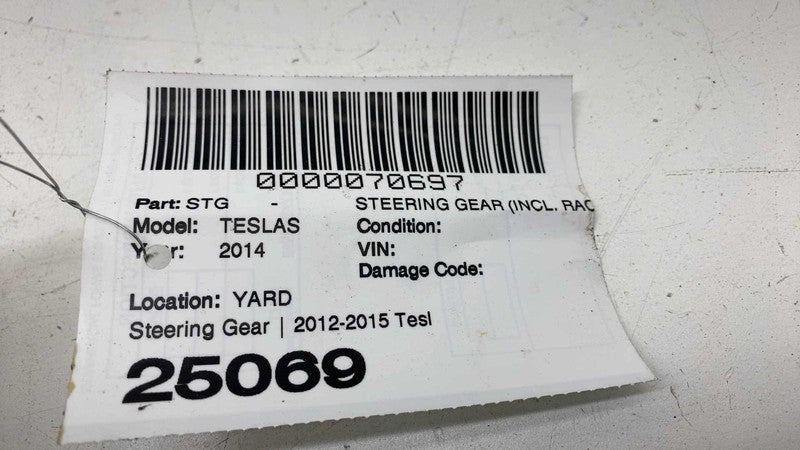 0000070697
Part: STG - STEERING GEAR (INCL. RAC
Model: TESLAS Condition:
Year: 2014 VIN:
Damage Code:
Location: YARD
Steering Gear | 2012-2015 Tesl
25069